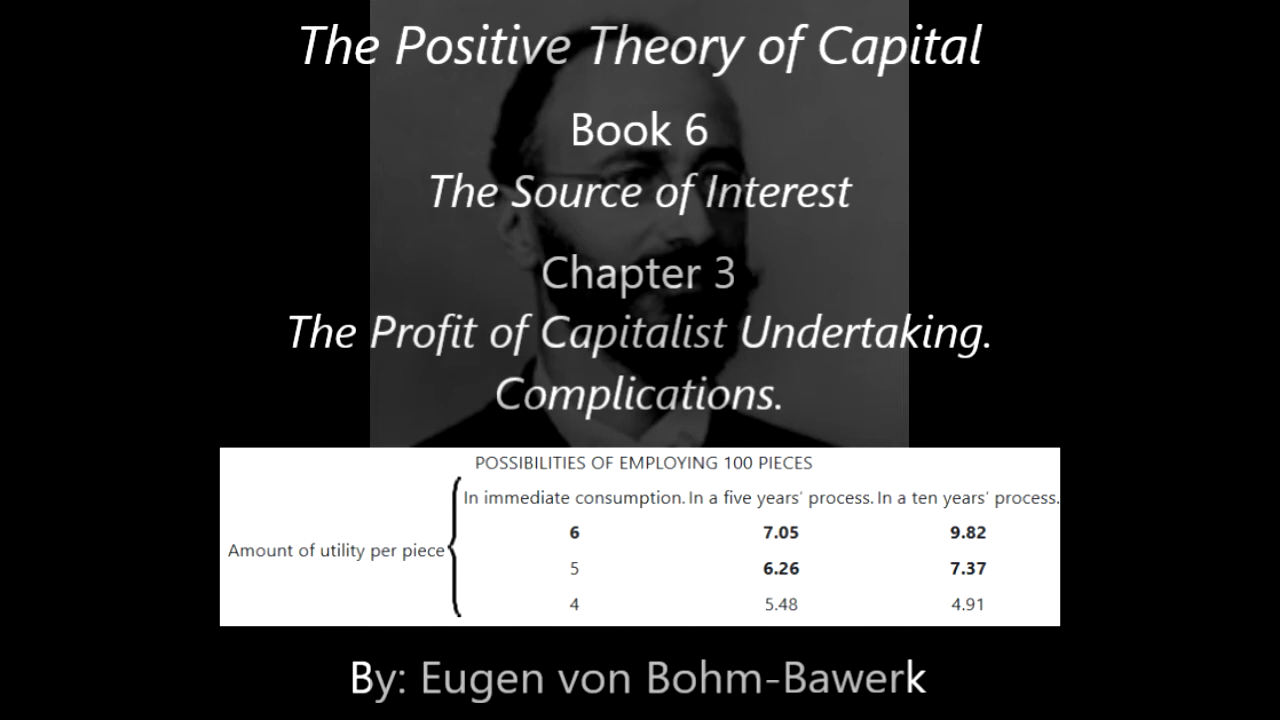 The Positive Theory of Capital
Book 6
The Source of Interest
Chapter 3
The Profit of Capitalist Undertaking.
Complications.
POSSIBILITIES OF EMPLOYING 100 PIECES
In immediate consumption. In a five years’ process. In a ten years’ process.
6 7.05 9.82
Amount of utility per piece
5 6.26 7.37
4 5.48 4.91
By: Eugen von Bohm-Bawerk